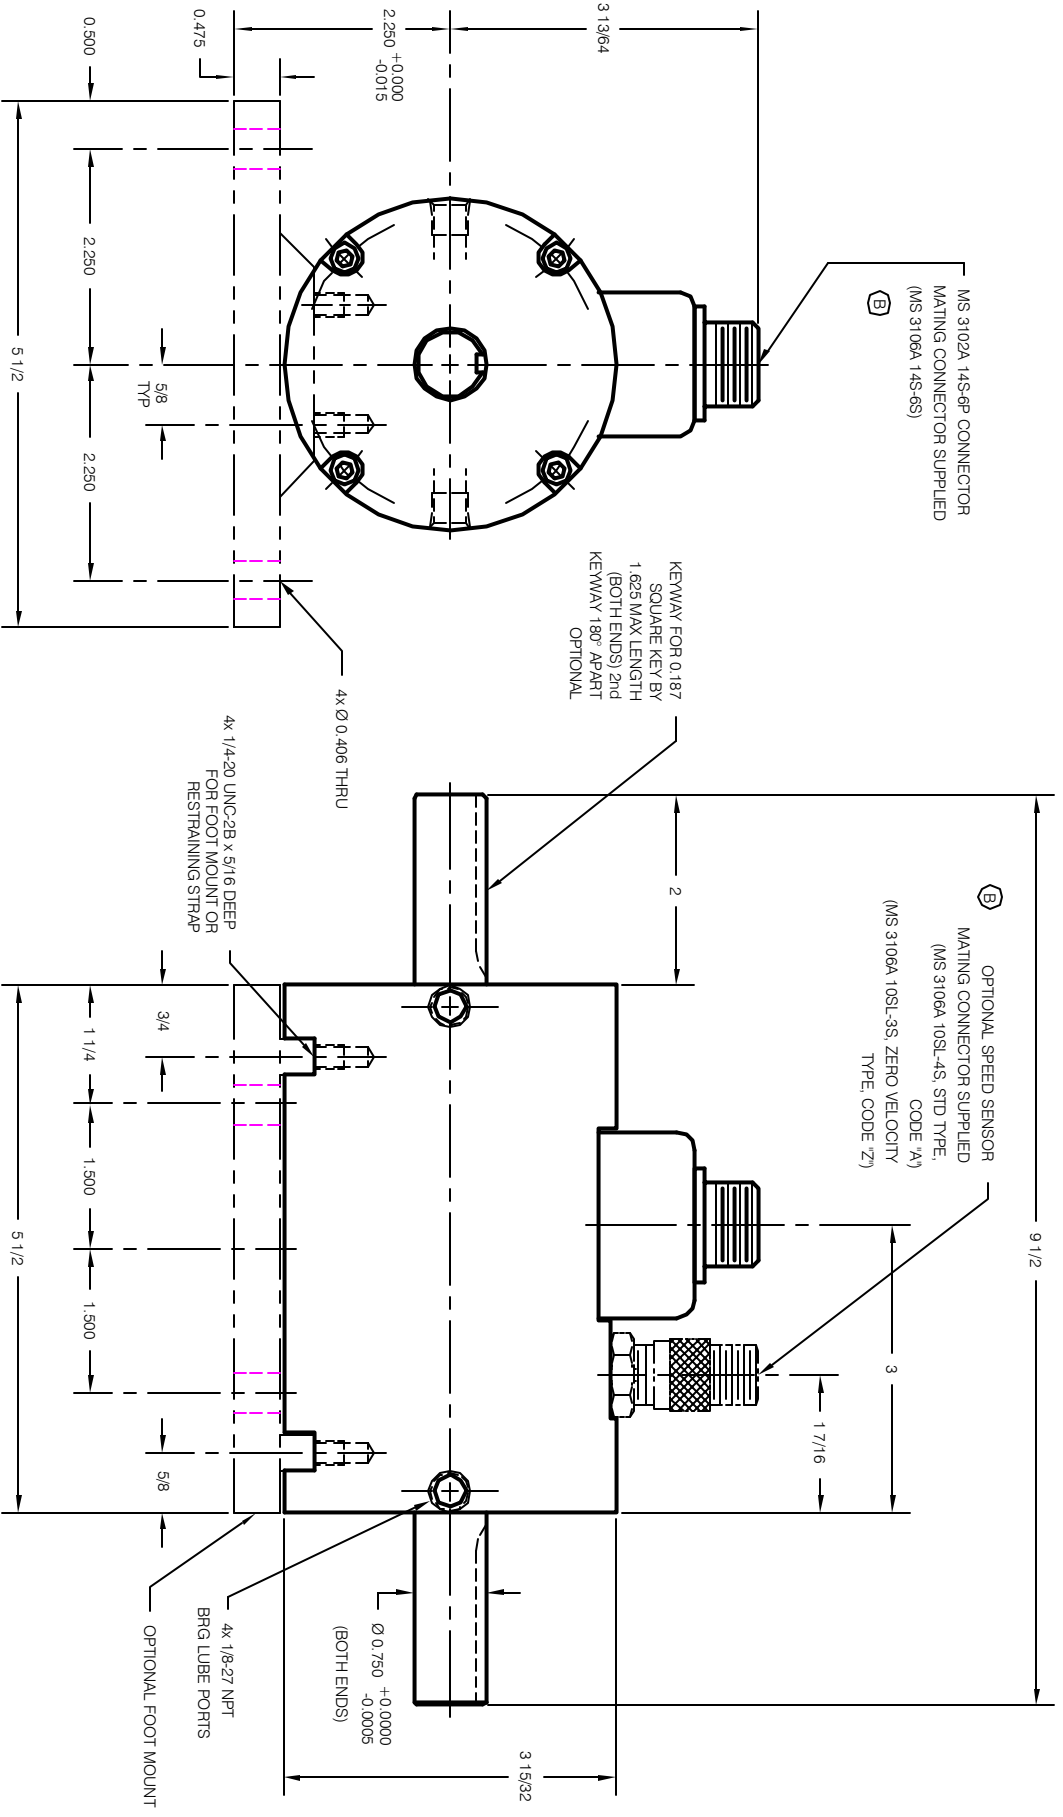 MS 3102A 14S-6P CONNECTOR
MATING CONNECTOR SUPPLIED
(MS 3106A 14S-6S)
B
3 13/64
2.250 +0.000
-0.015
0.475
0.500
2.250
2.250
5/8
TYP
5 1/2
4x Ø 0.406 THRU
KEYWAY FOR 0.187
SQUARE KEY BY
1.625 MAX LENGTH
(BOTH ENDS) 2nd
KEYWAY 180° APART
OPTIONAL
4x 1/4-20 UNC-2B x 5/16 DEEP
FOR FOOT MOUNT OR
RESTRAINING STRAP
9 1/2
2
B
OPTIONAL SPEED SENSOR
MATING CONNECTOR SUPPLIED
(MS 3106A 10SL-4S, STD TYPE,
CODE "A")
(MS 3106A 10SL-3S, ZERO VELOCITY
TYPE, CODE "Z")
3
1 7/16
3/4
1 1/4
1.500
1.500
5/8
5 1/2
Ø 0.750 +0.0000
-0.0005
(BOTH ENDS)
3 15/32
4x 1/8-27 NPT
BRG LUBE PORTS
OPTIONAL FOOT MOUNT